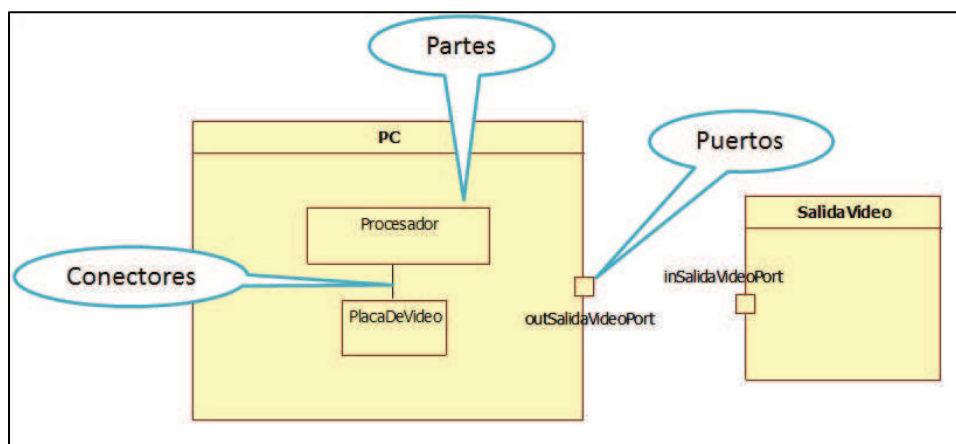 Partes
PC
Puertos
Procesador
SalidaVideo
Conectores
inSalidaVideoPort
PlacaDeVideo
outSalidaVideoPort